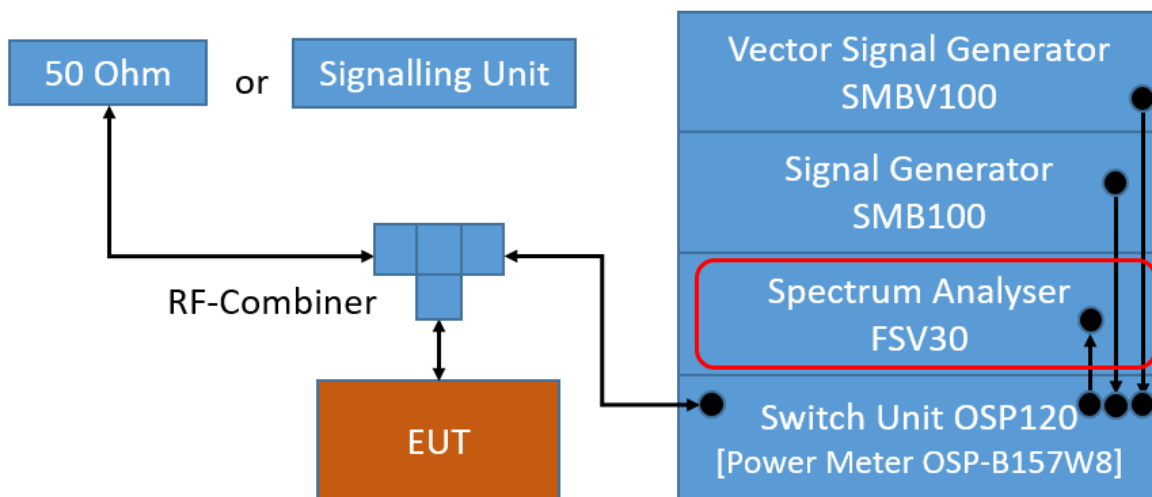 50 Ohm
or
Signalling Unit
RF-Combiner
EUT
Vector Signal Generator
SMBV100
Signal Generator
SMB100
Spectrum Analyser
FSV30
Switch Unit OSP120
[Power Meter OSP-B157W8]